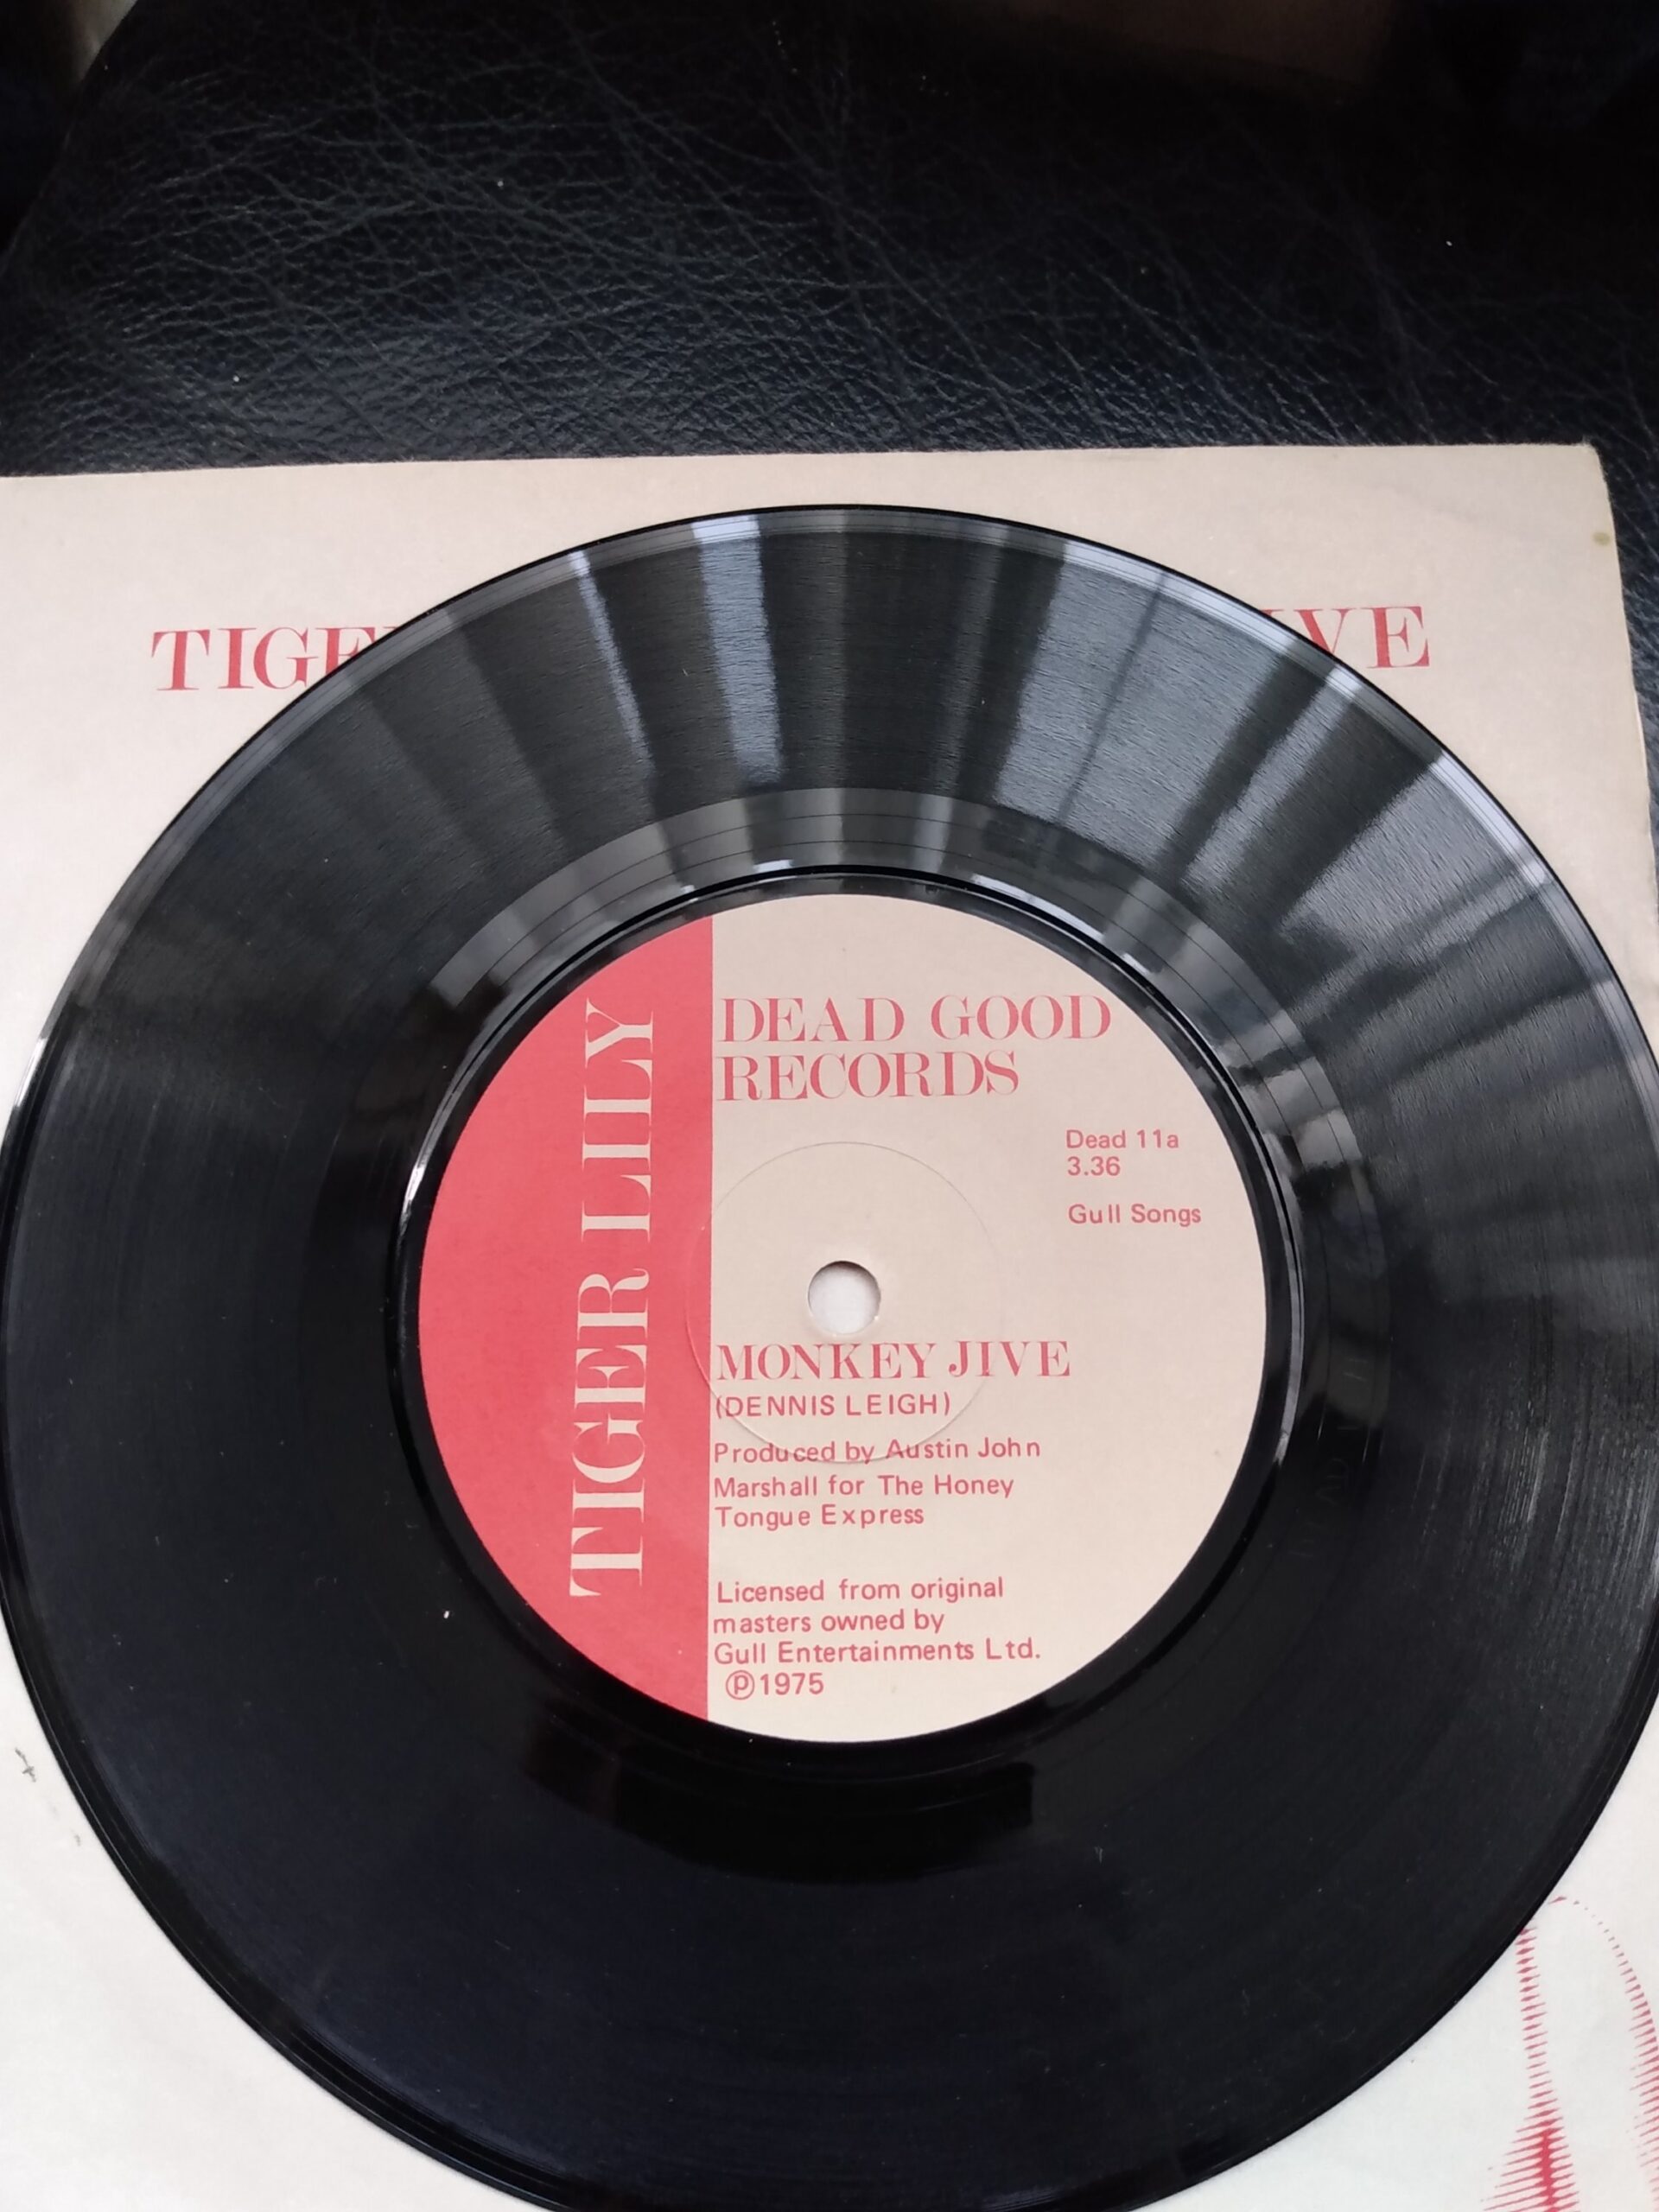 TIGE IVE
TIGER LILY
DEAD GOOD
RECORDS
Dead 11a
3.36
Gull Songs
MONKEY JIVE
(DENNIS LEIGH)
Produced by Austin John
Marshall for The Honey
Tongue Express
Licensed from original
masters owned by
Gull Entertainments Ltd.
Ⓟ1975